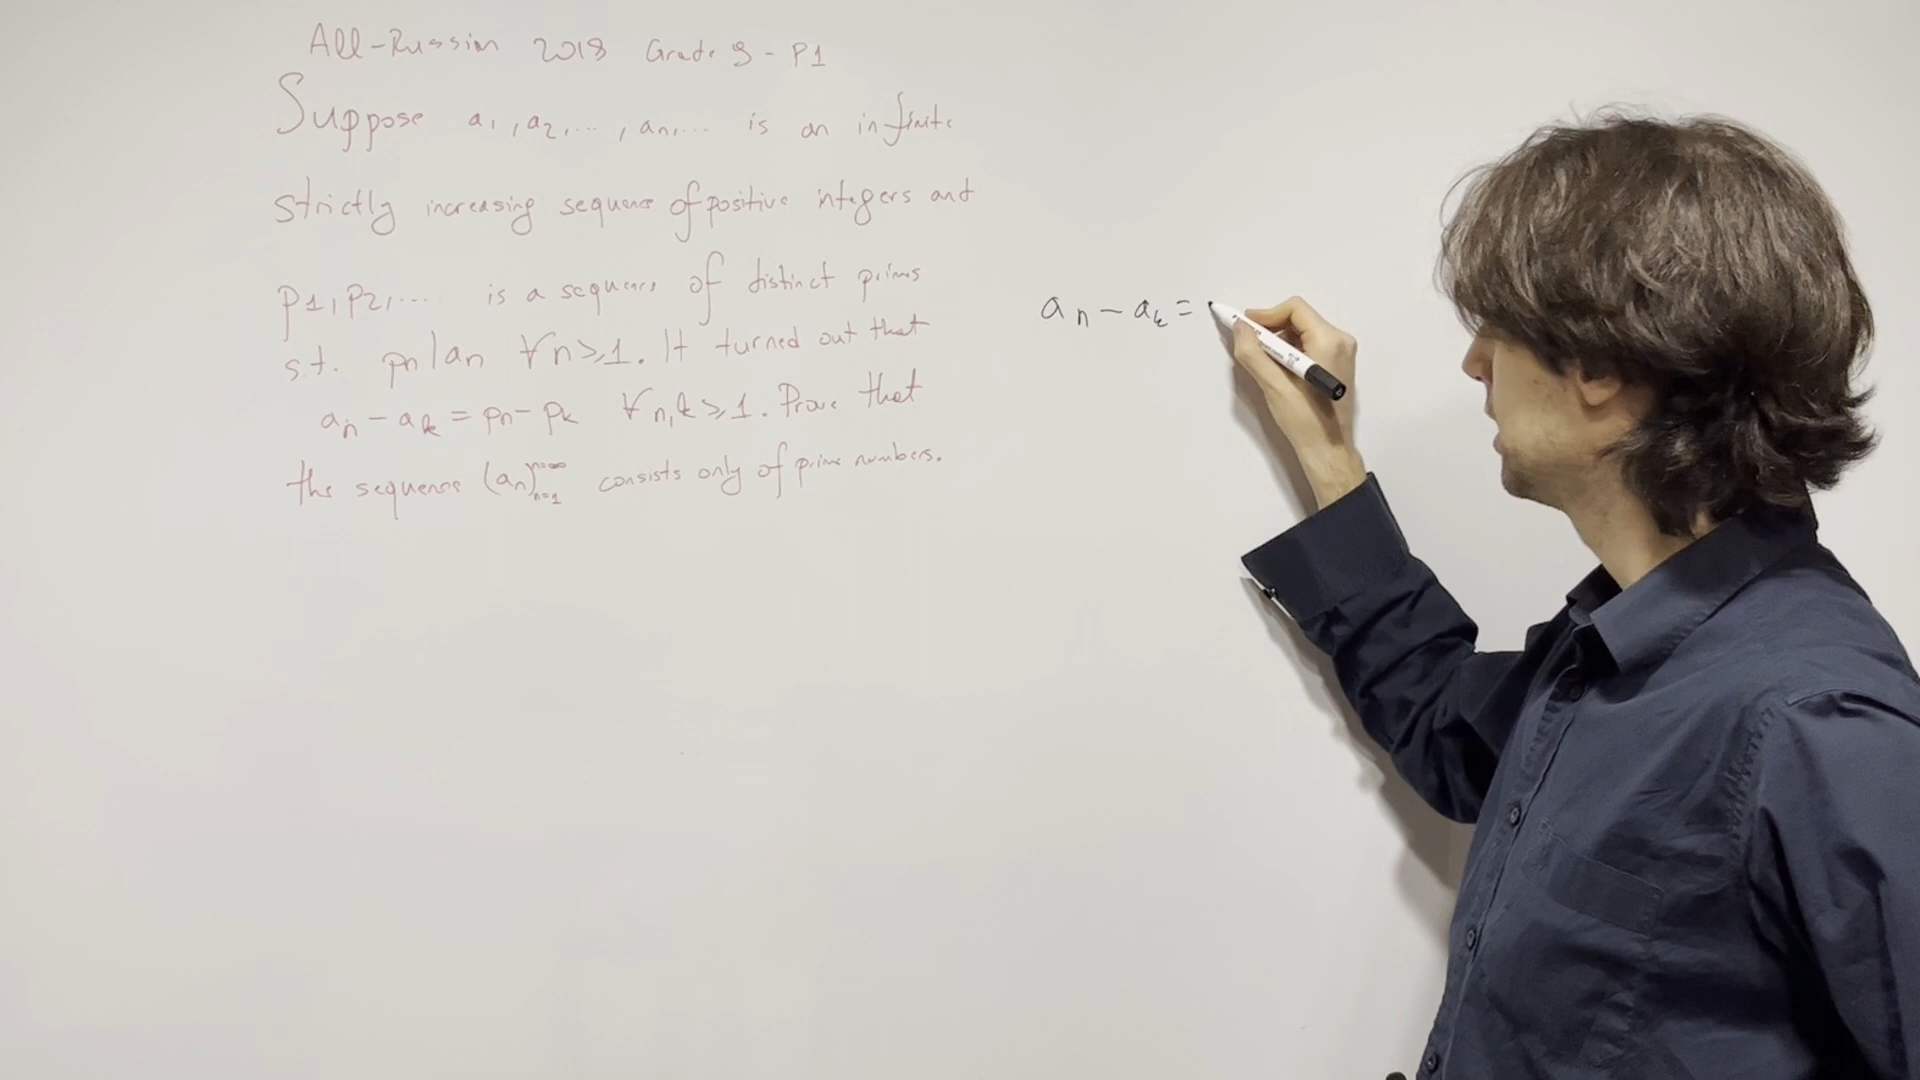 All-Russian 2018 Grade 9 - P1
Suppose a₁, a₂, ..., aₙ, ... is an infinite
strictly increasing sequence of positive integers and
p1, p2, .... is a sequence of distinct primes
s.t. pn | an ∀n ≥ 1. It turned out that
aₙ - aₖ = pₙ - pₖ ∀n,k ≥ 1. Prove that
the sequence (aₙ)ₙ₌₁ⁿ⁼∞ consists only of prime numbers.
aₙ - aₖ =